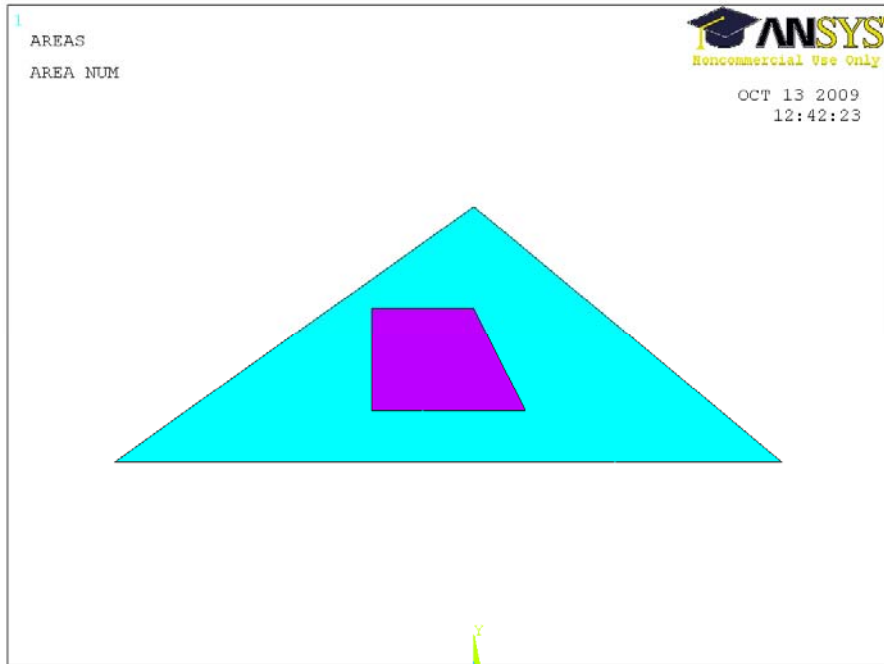 1
AREAS
AREA NUM
ANSYS
Noncommercial Use Only
OCT 13 2009
12:42:23
Y